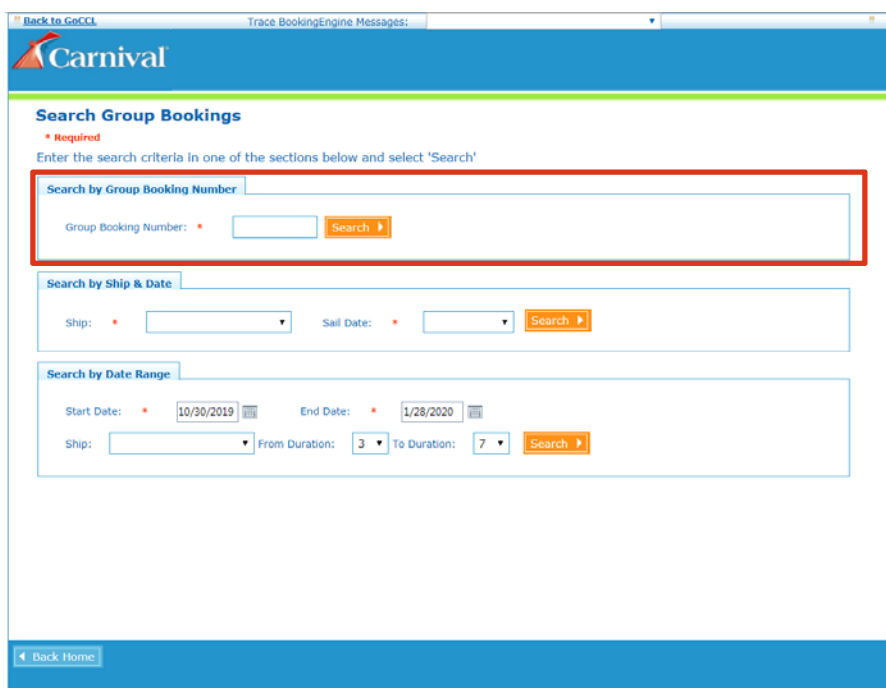 Back to GoCCL Trace BookingEngine Messages:
Carnival
Search Group Bookings
* Required
Enter the search criteria in one of the sections below and select 'Search'
Search by Group Booking Number
Group Booking Number: * Search
Search by Ship & Date
Ship: * Sail Date: * Search
Search by Date Range
Start Date: * 10/30/2019 End Date: * 1/28/2020
Ship: From Duration: 3 To Duration: 7 Search
Back Home